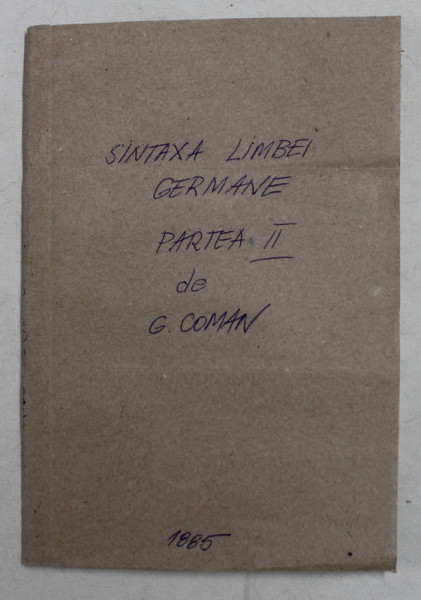 SINTAXA LIMBEI
GERMANE
PARTEA II
de
G. COMAN
1885